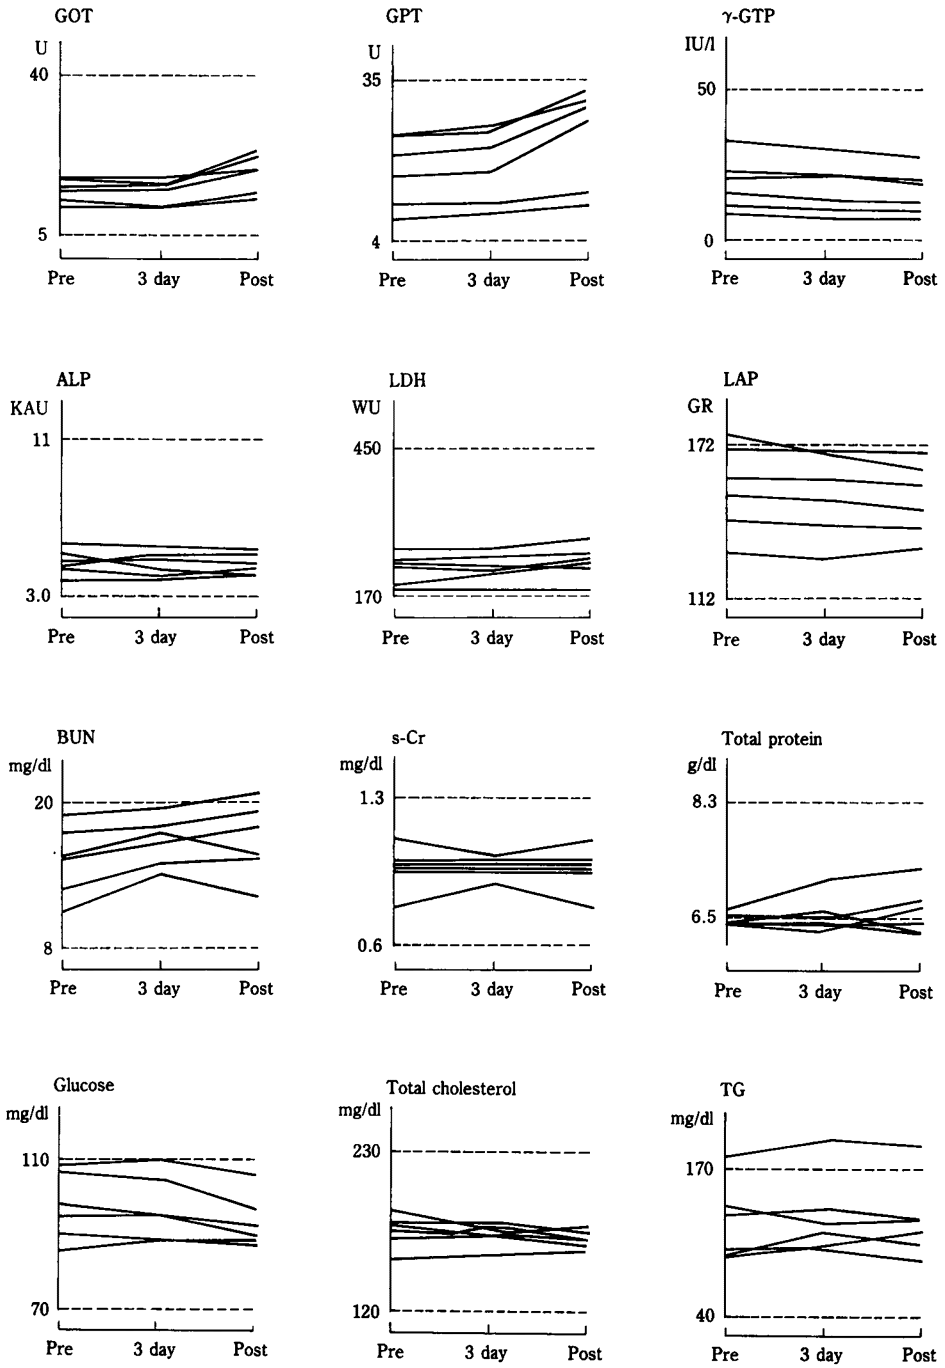 GOT
U
40
5
Pre 3 day Post
GPT
U
35
4
Pre 3 day Post
γ-GTP
IU/l
50
0
Pre 3 day Post
ALP
KAU
11
3.0
Pre 3 day Post
LDH
WU
450
170
Pre 3 day Post
LAP
GR
172
112
Pre 3 day Post
BUN
mg/dl
20
8
Pre 3 day Post
s-Cr
mg/dl
1.3
0.6
Pre 3 day Post
Total protein
g/dl
8.3
6.5
Pre 3 day Post
Glucose
mg/dl
110
70
Pre 3 day Post
Total cholesterol
mg/dl
230
120
Pre 3 day Post
TG
mg/dl
170
40
Pre 3 day Post